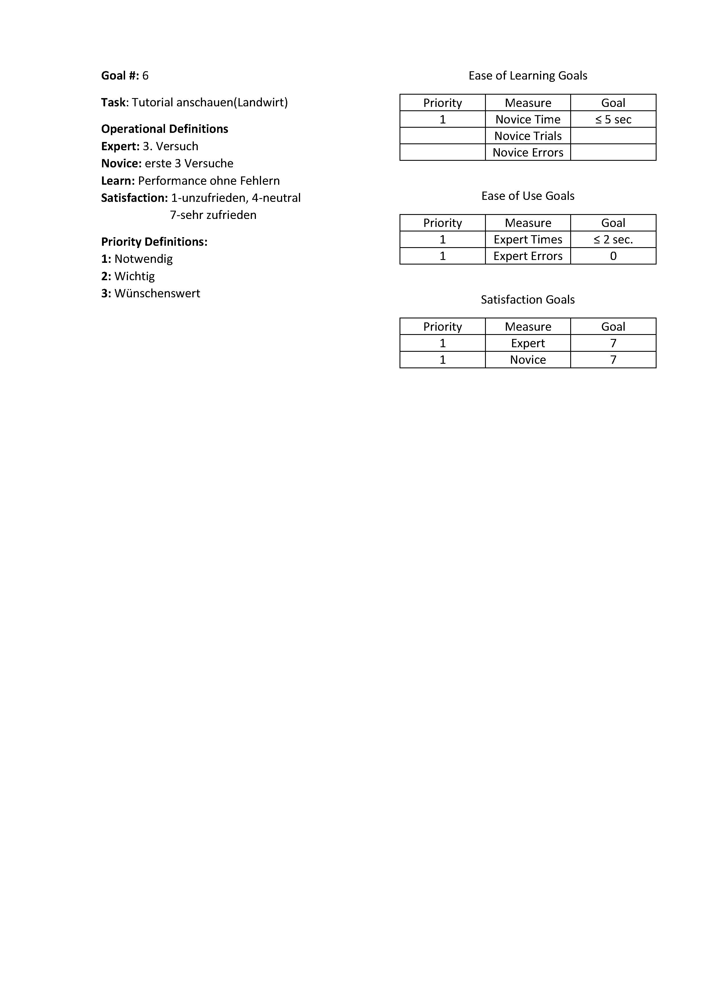 Goal #: 6
Task: Tutorial anschauen(Landwirt)
Operational Definitions
Expert: 3. Versuch
Novice: erste 3 Versuche
Learn: Performance ohne Fehlern
Satisfaction: 1-unzufrieden, 4-neutral
7-sehr zufrieden
Priority Definitions:
1: Notwendig
2: Wichtig
3: Wünschenswert
Ease of Learning Goals
Priority Measure Goal
1 Novice Time ≤ 5 sec
Novice Trials
Novice Errors
Ease of Use Goals
Priority Measure Goal
1 Expert Times ≤ 2 sec.
1 Expert Errors 0
Satisfaction Goals
Priority Measure Goal
1 Expert 7
1 Novice 7